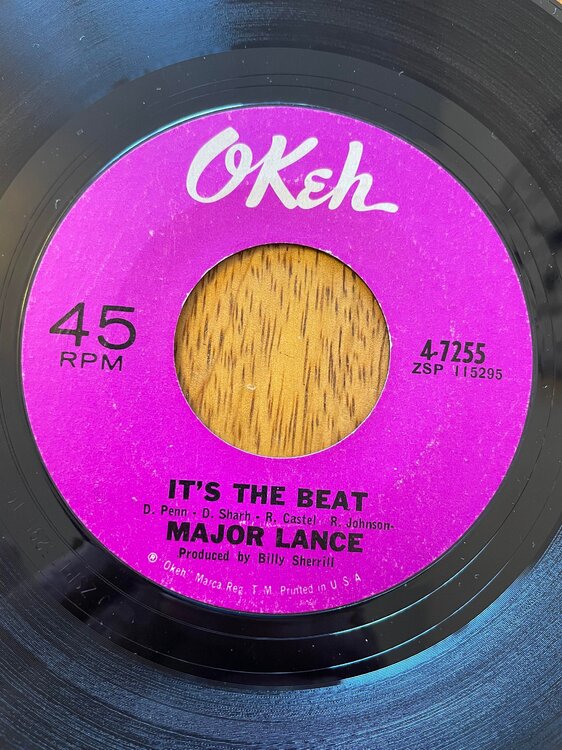 OKeh
45
RPM
4-7255
ZSP 115295
IT'S THE BEAT
D. Penn - D. Sharh - R. Castel - R. Johnson-
MAJOR LANCE
Produced by Billy Sherrill
® "Okeh," Marca Reg. T. M. Printed in U S A